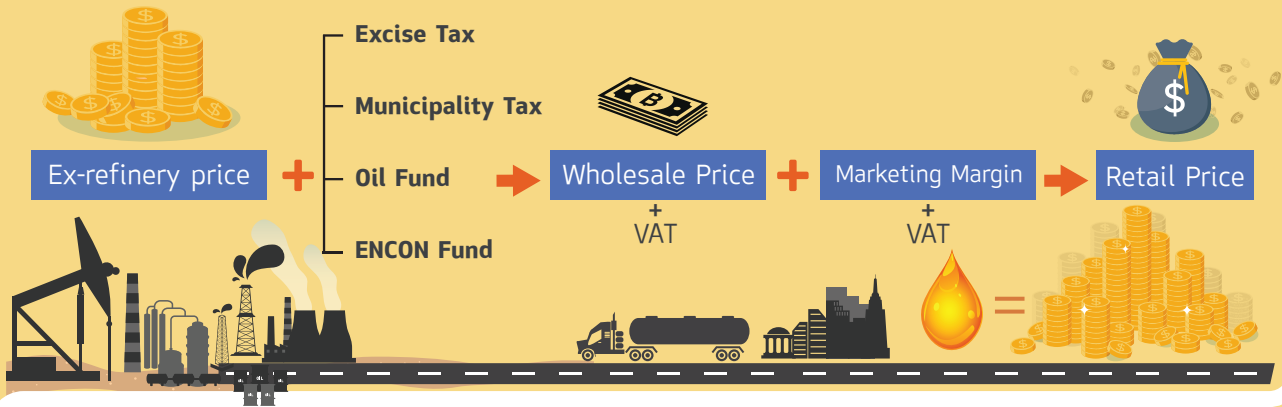 Excise Tax
Municipality Tax
Ex-refinery price
+
Oil Fund
ENCON Fund
Wholesale Price
+
VAT
+
Marketing Margin
+
VAT
Retail Price
=